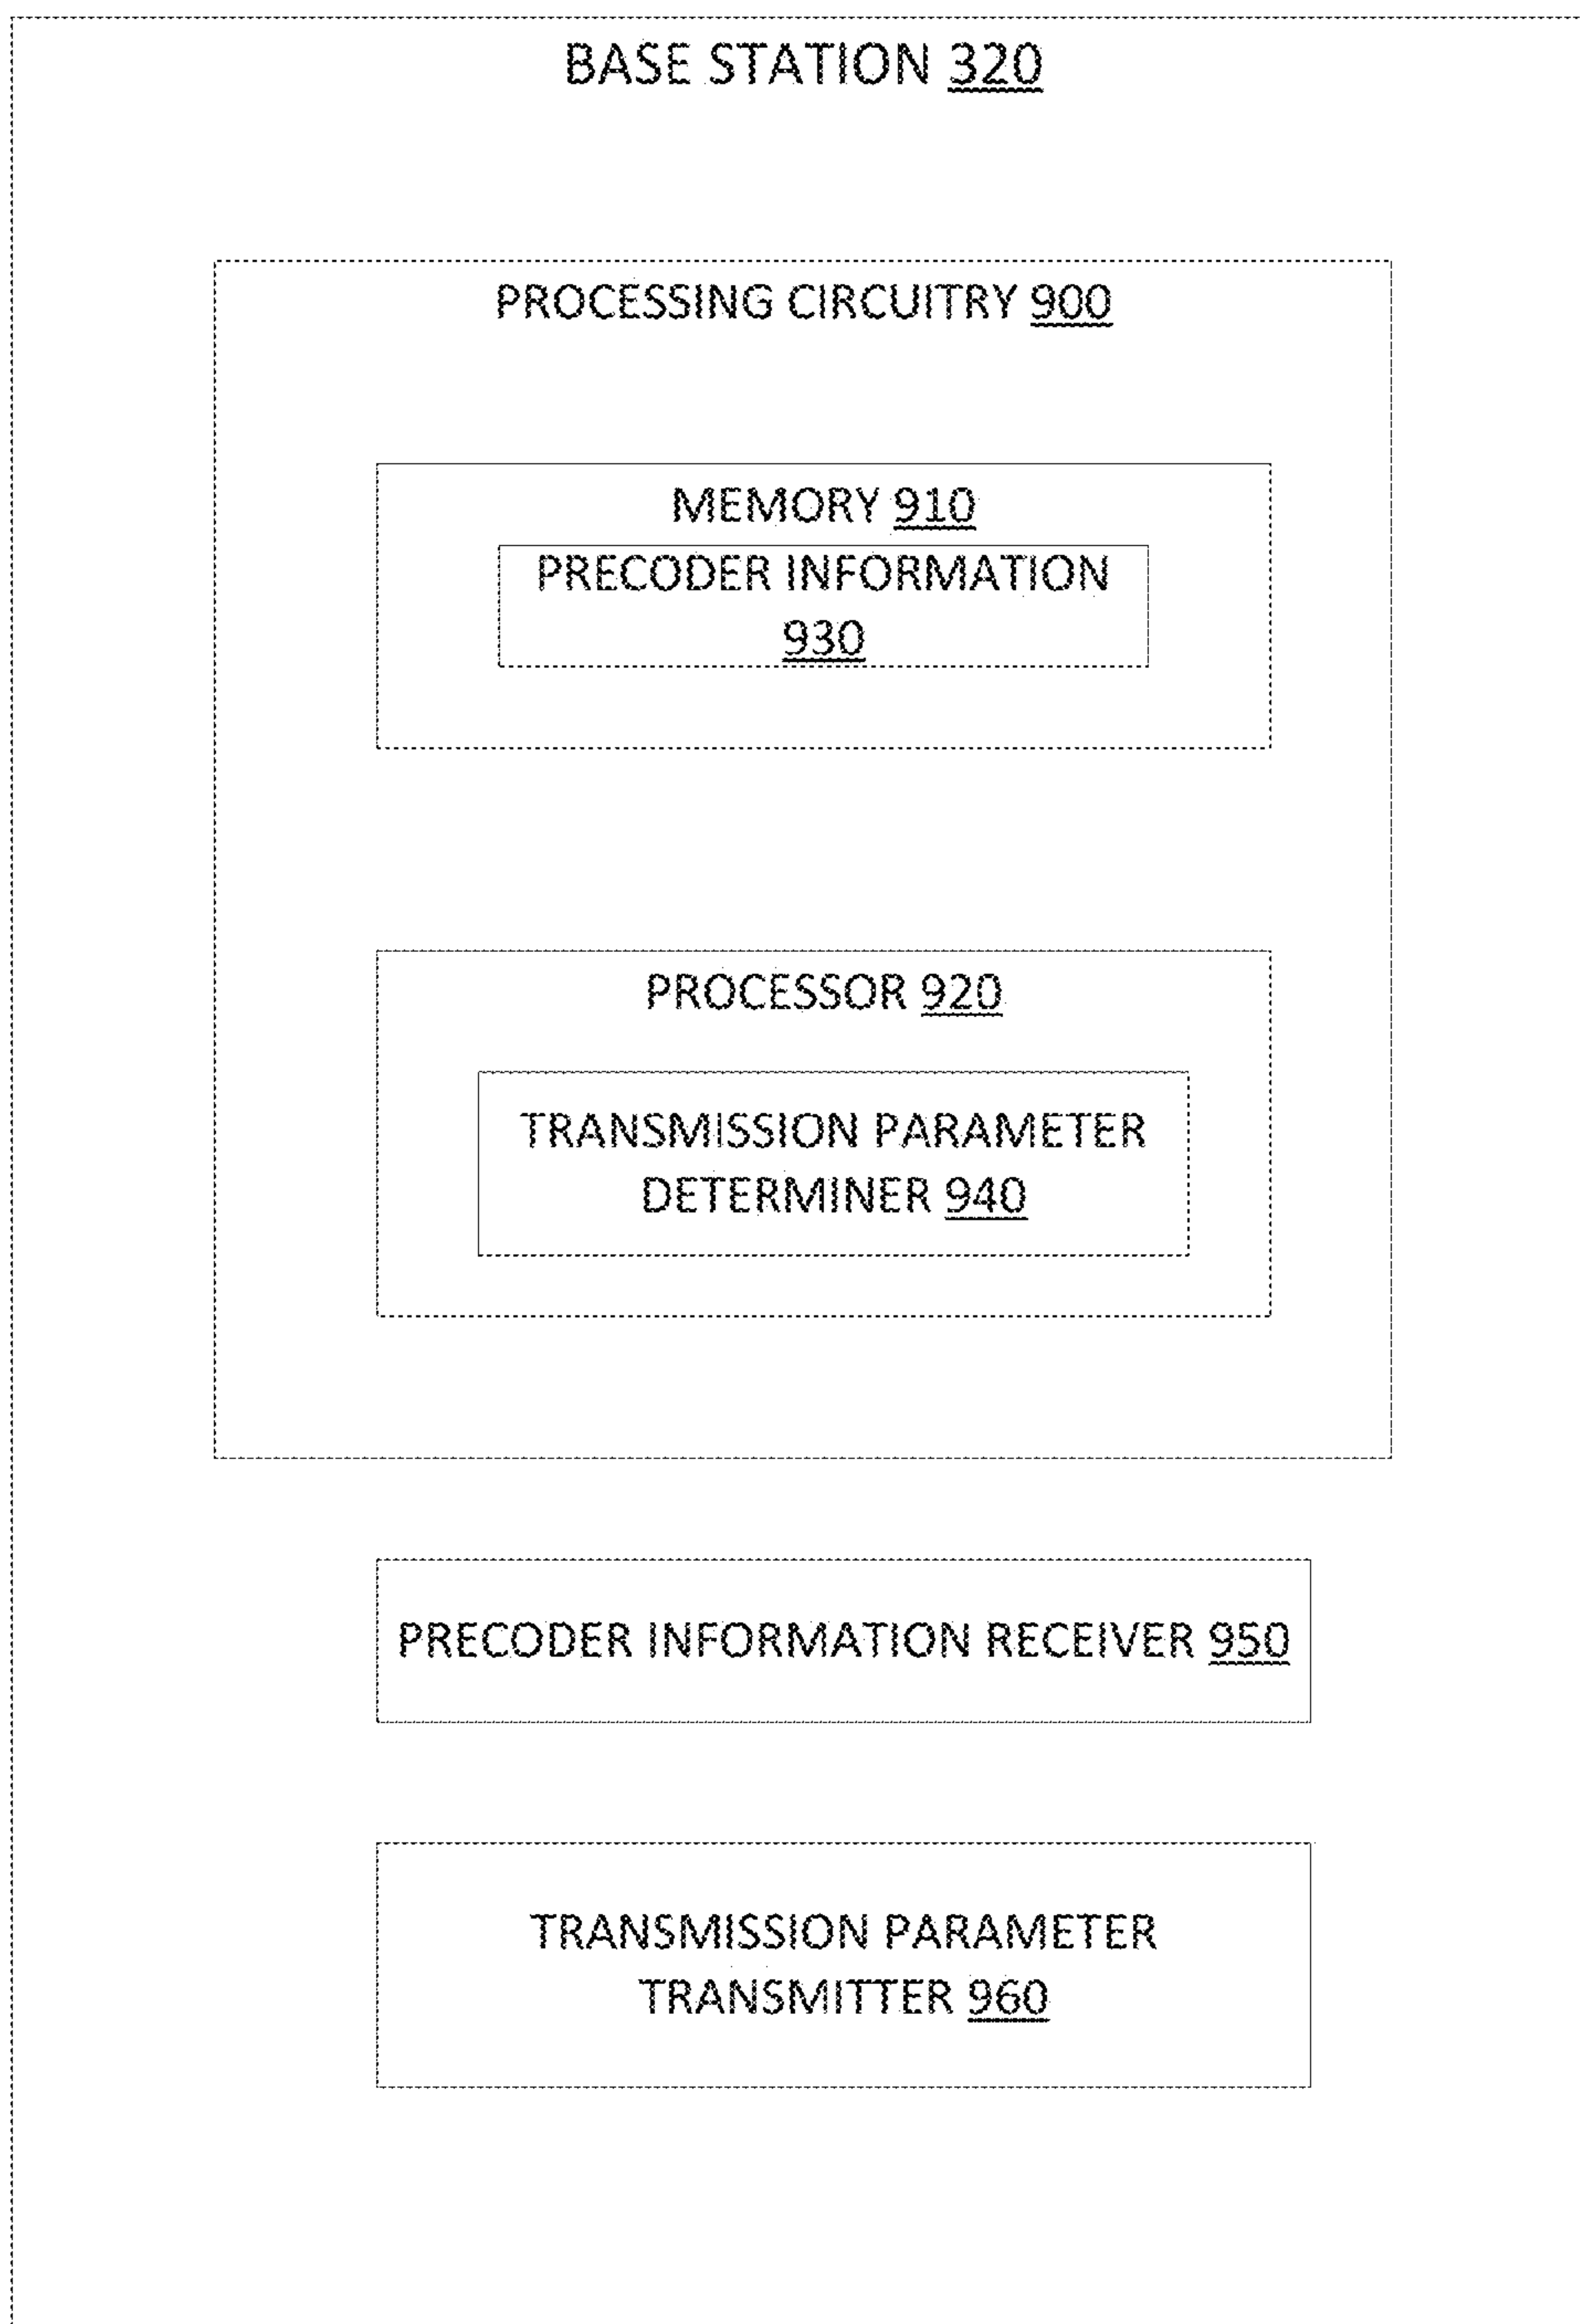 BASE STATION 320
PROCESSING CIRCUITRY 900
MEMORY 910
PRECODER INFORMATION
930
PROCESSOR 920
TRANSMISSION PARAMETER
DETERMINER 940
PRECODER INFORMATION RECEIVER 950
TRANSMISSION PARAMETER
TRANSMITTER 960